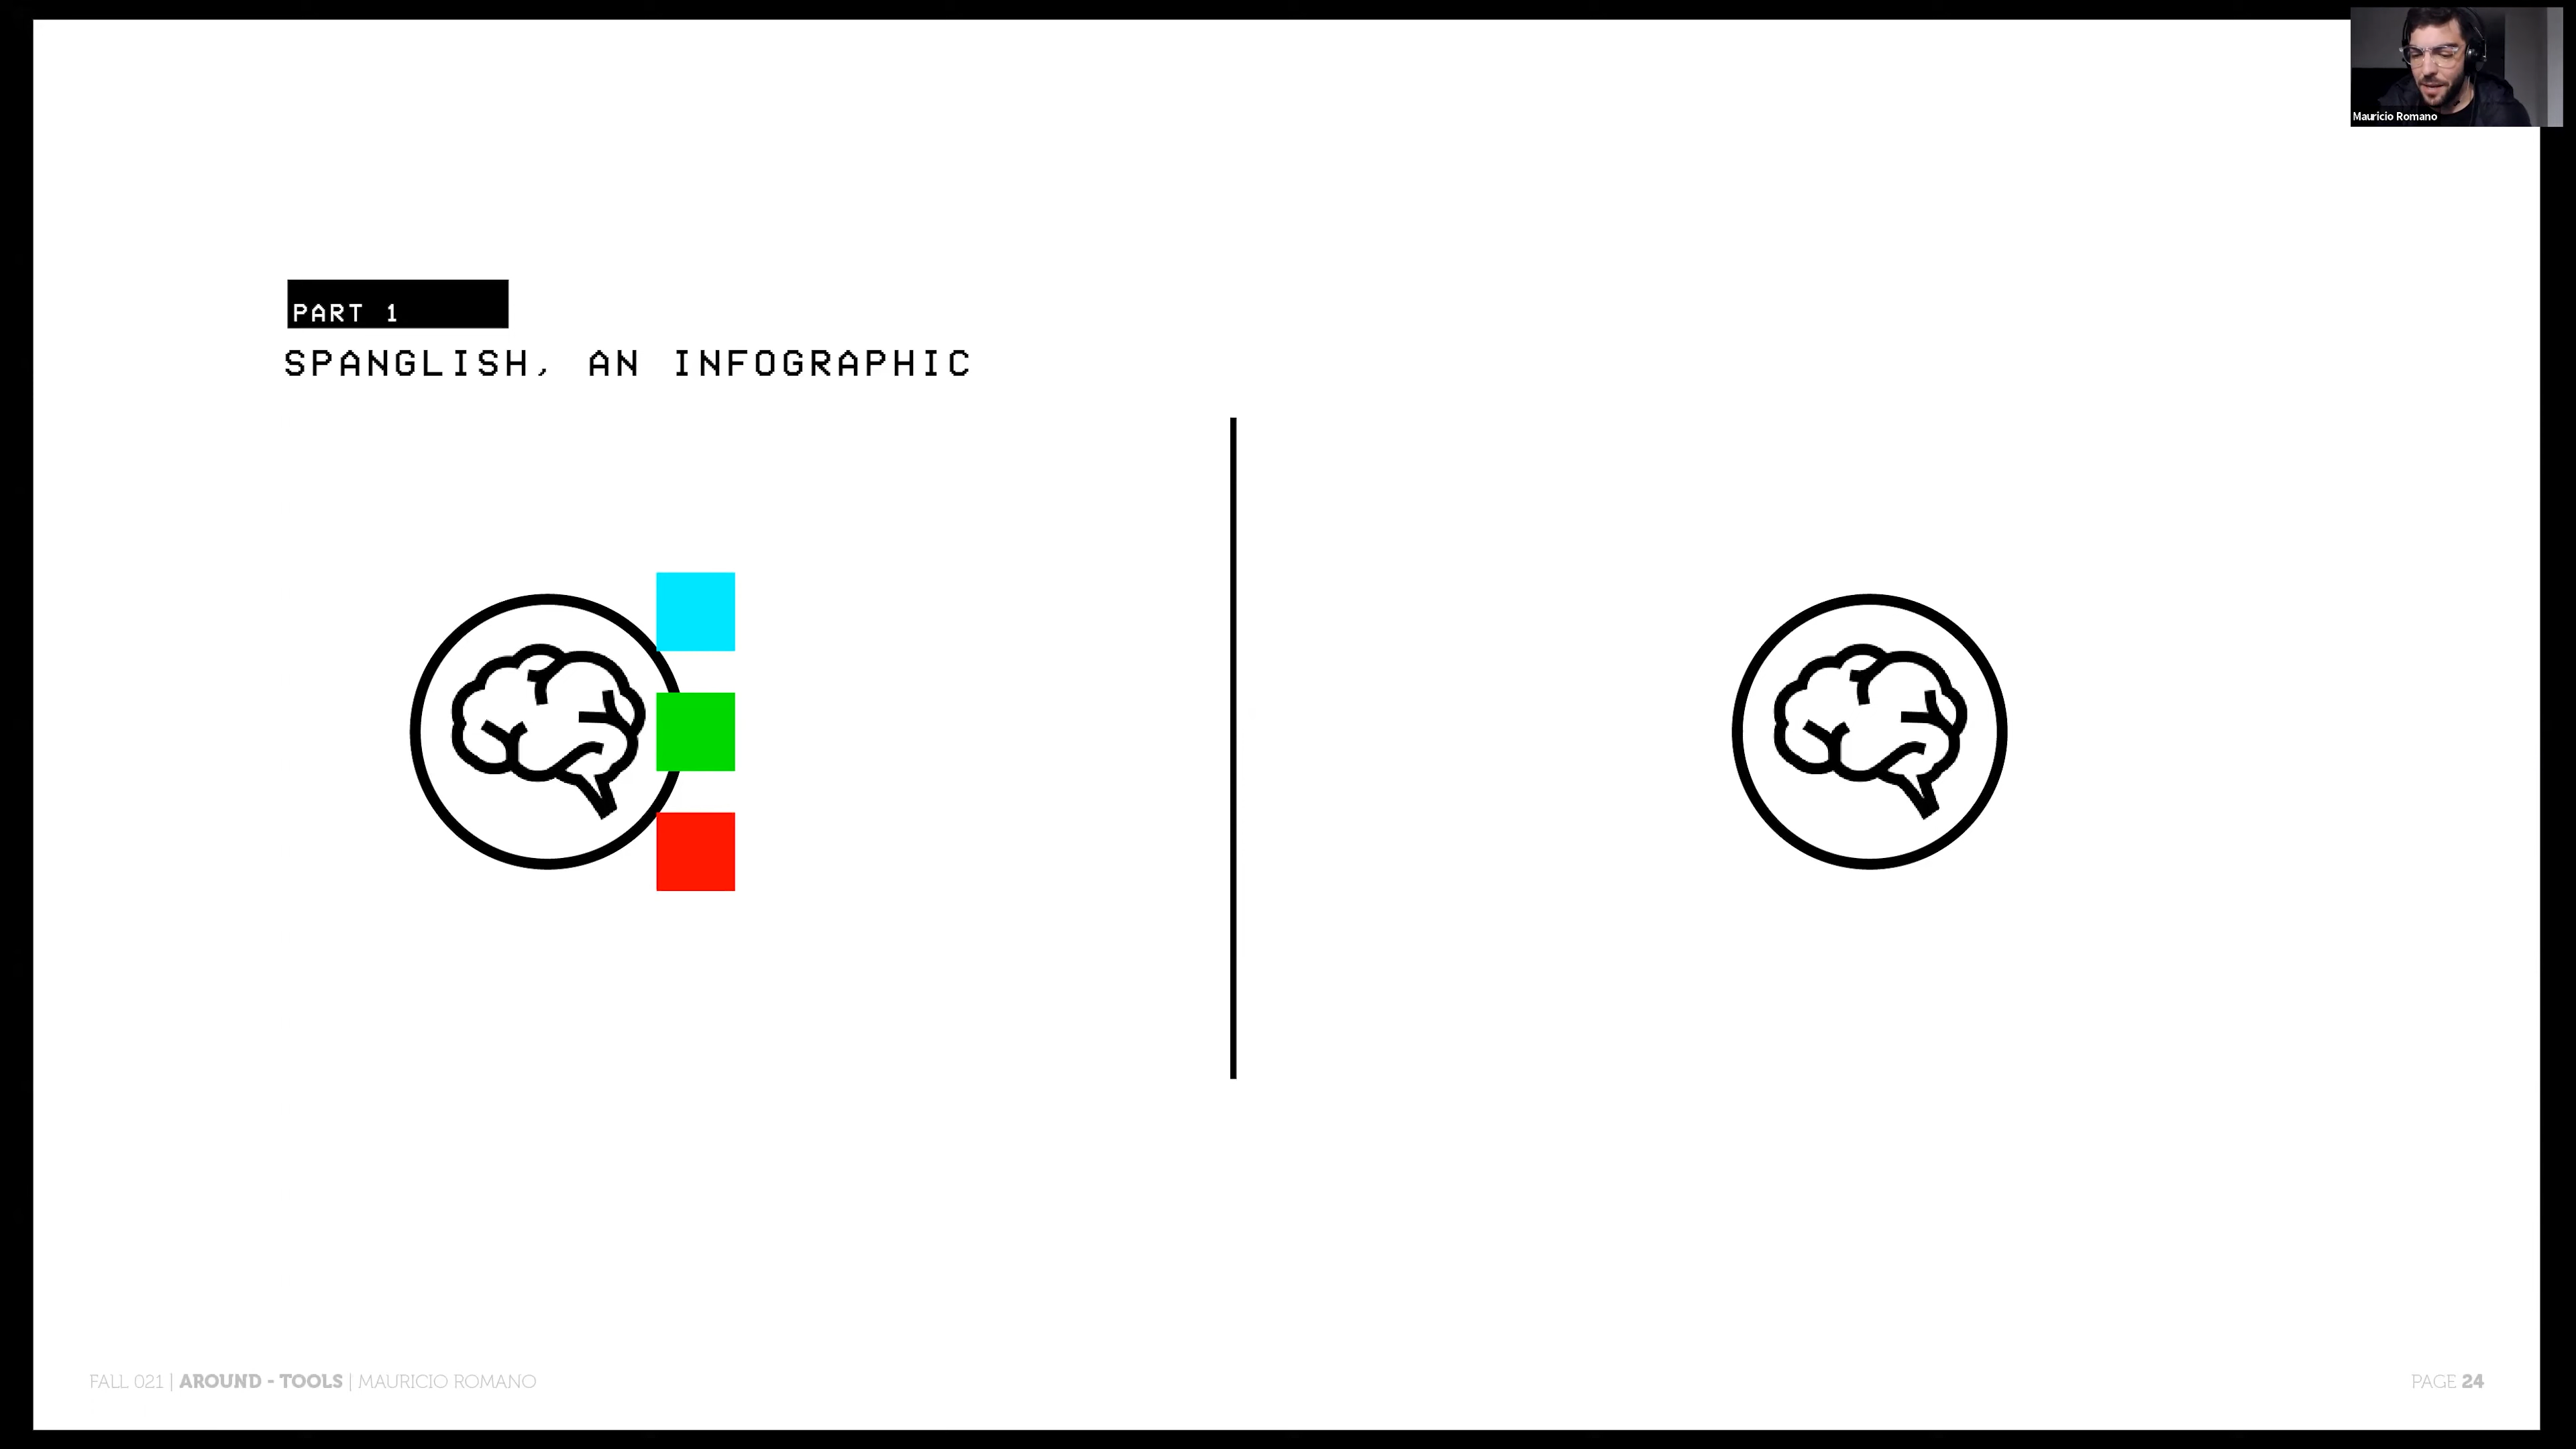 Mauricio Romano
PART 1
SPANGLISH, AN INFOGRAPHIC
FALL 021 | AROUND - TOOLS | MAURICIO ROMANO
PAGE 24